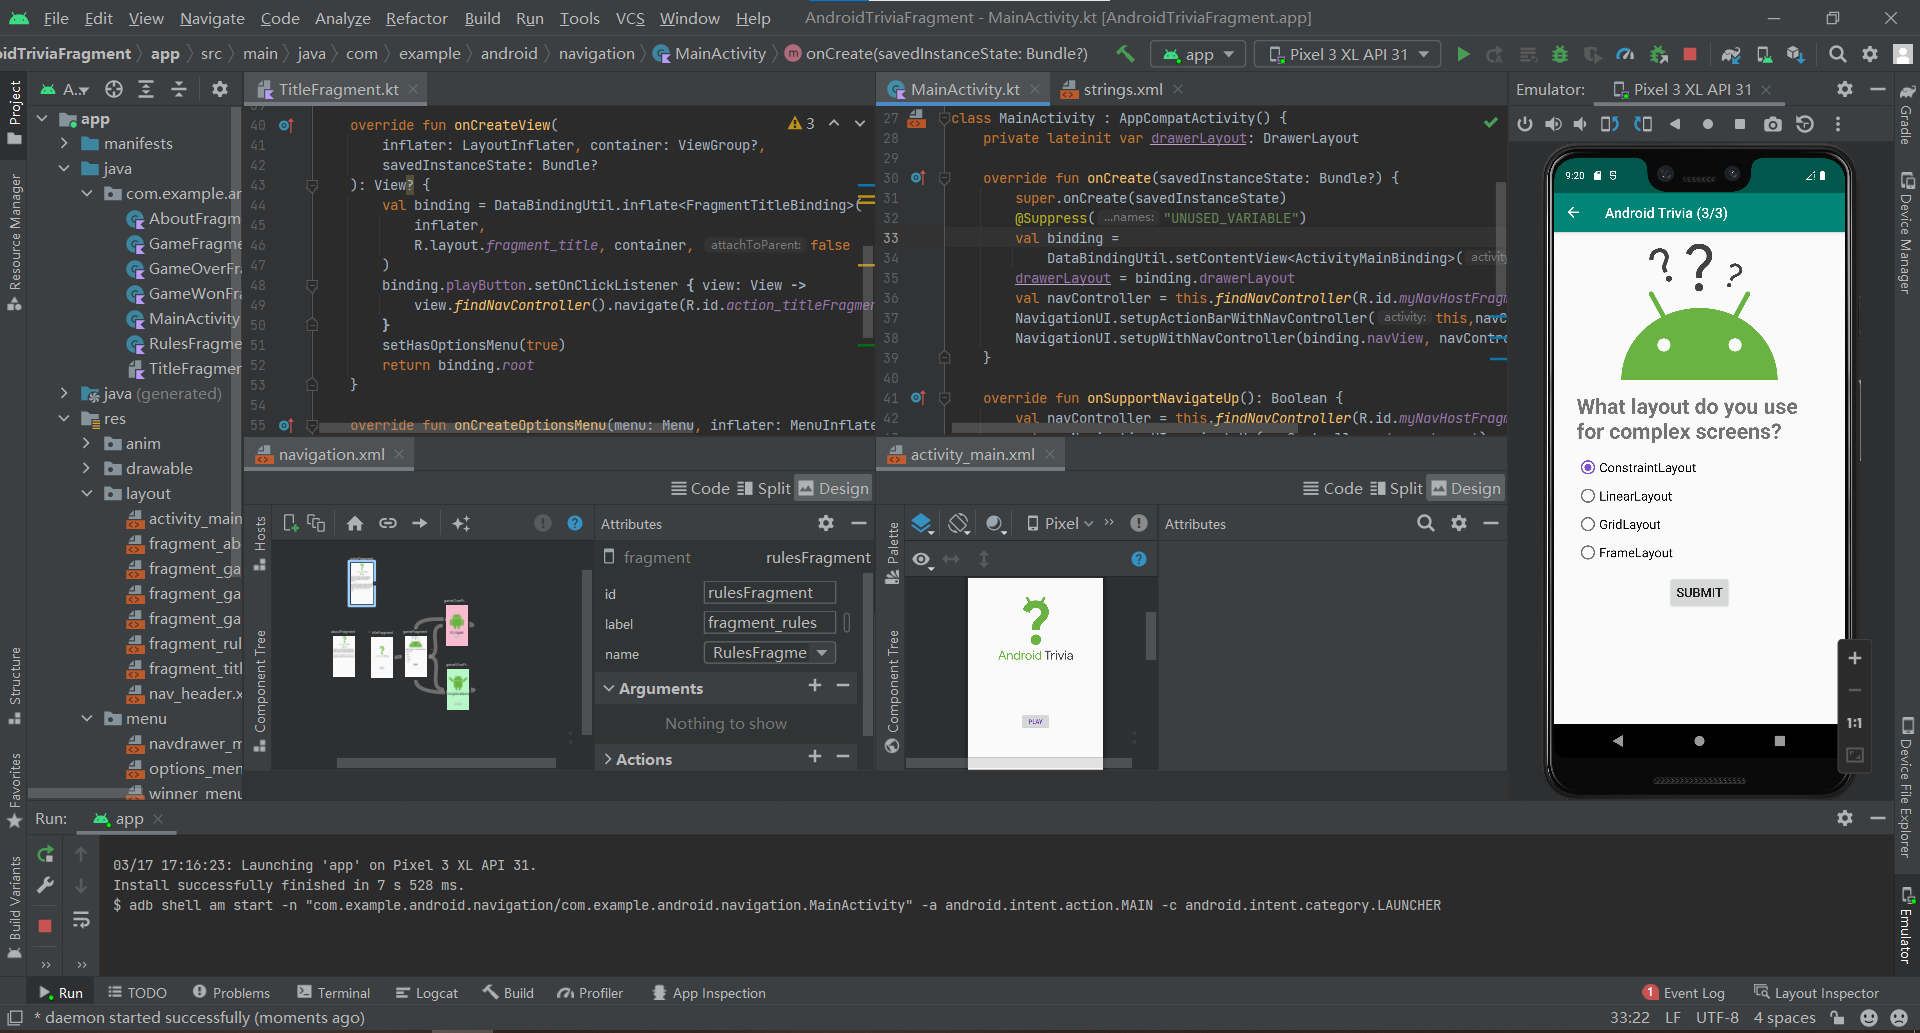 File Edit View Navigate Code Analyze Refactor Build Run Tools VCS Window Help AndroidTriviaFragment - MainActivity.kt [AndroidTriviaFragment.app]
oidTriviaFragment app src main java com example android navigation MainActivity onCreate(savedInstanceState: Bundle?) app Pixel 3 XL API 31
Project
Resource Manager
Structure
Favorites
Build Variants
A..
app
manifests
java
com.example.ar
AboutFragm
GameFragme
GameOverFr
GameWonFra
MainActivity
RulesFragme
TitleFragmer
java (generated)
res
anim
drawable
layout
activity_main
fragment_ab
fragment_ga
fragment_ga
fragment_ga
fragment_rul
fragment_titl
nav_header.x
menu
navdrawer_m
options_men
winner_menu
TitleFragment.kt
3
40 override fun onCreateView(
41 inflater: LayoutInflater, container: ViewGroup?,
42 savedInstanceState: Bundle?
43 ): View? {
44 val binding = DataBindingUtil.inflate<FragmentTitleBinding>(
45 inflater,
46 R.layout.fragment_title, container, attachToParent: false
47 )
48 binding.playButton.setOnClickListener { view: View ->
49 view.findNavController().navigate(R.id.action_titleFragmen
50 }
51 setHasOptionsMenu(true)
52 return binding.root
53 }
54
55 override fun onCreateOptionsMenu(menu: Menu, inflater: MenuInflate
MainActivity.kt strings.xml
27 class MainActivity : AppCompatActivity() {
28 private lateinit var drawerLayout: DrawerLayout
29
30 override fun onCreate(savedInstanceState: Bundle?) {
31 super.onCreate(savedInstanceState)
32 @Suppress( ...names: "UNUSED_VARIABLE")
33 val binding =
34 DataBindingUtil.setContentView<ActivityMainBinding>( activity
35 drawerLayout = binding.drawerLayout
36 val navController = this.findNavController(R.id.myNavHostFragm
37 NavigationUI.setupActionBarWithNavController( activity: this,navC
38 NavigationUI.setupWithNavController(binding.navView, navContro
39 }
40
41 override fun onSupportNavigateUp(): Boolean {
42 val navController = this.findNavController(R.id.myNavHostFragm
navigation.xml
Code Split Design
Hosts
Component Tree
Attributes
fragment rulesFragment
id rulesFragment
label fragment_rules
name RulesFragme
Arguments
Nothing to show
Actions
activity_main.xml
Code Split Design
Palette
Component Tree
Pixel
Attributes
Android Trivia
PLAY
Emulator: Pixel 3 XL API 31
9:20
Android Trivia (3/3)
What layout do you use
for complex screens?
ConstraintLayout
LinearLayout
GridLayout
FrameLayout
SUBMIT
1:1
Gradle
Device Manager
Device File Explorer
Emulator
Run: app
03/17 17:16:23: Launching 'app' on Pixel 3 XL API 31.
Install successfully finished in 7 s 528 ms.
$ adb shell am start -n "com.example.android.navigation/com.example.android.navigation.MainActivity" -a android.intent.action.MAIN -c android.intent.category.LAUNCHER
Run TODO Problems Terminal Logcat Build Profiler App Inspection 1 Event Log Layout Inspector
* daemon started successfully (moments ago) 33:22 LF UTF-8 4 spaces